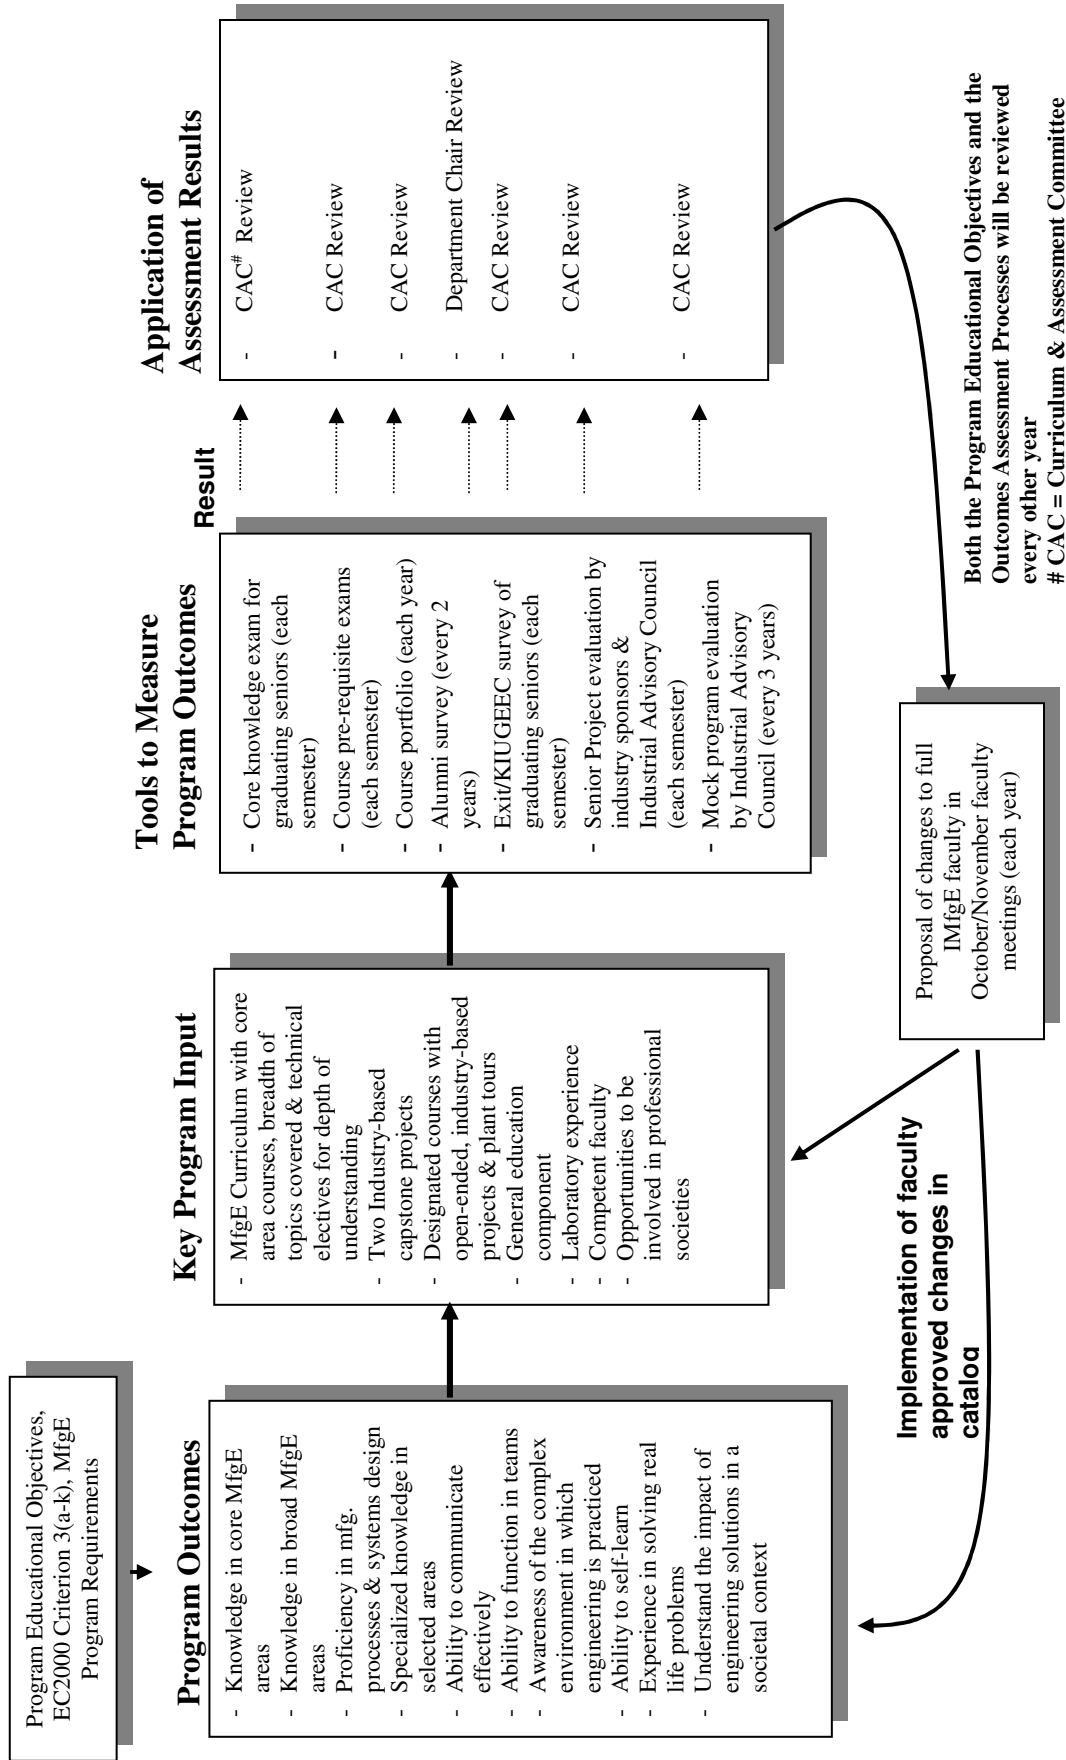 Program Educational Objectives,
EC2000 Criterion 3(a-k), MfgE
Program Requirements
Program Outcomes
- Knowledge in core MfgE
areas
- Knowledge in broad MfgE
areas
- Proficiency in mfg.
processes & systems design
- Specialized knowledge in
selected areas
- Ability to communicate
effectively
- Ability to function in teams
- Awareness of the complex
environment in which
engineering is practiced
- Ability to self-learn
- Experience in solving real
life problems
- Understand the impact of
engineering solutions in a
societal context
Key Program Input
- MfgE Curriculum with core
area courses, breadth of
topics covered & technical
electives for depth of
understanding
- Two Industry-based
capstone projects
- Designated courses with
open-ended, industry-based
projects & plant tours
- General education
component
- Laboratory experience
- Competent faculty
- Opportunities to be
involved in professional
societies
Tools to Measure
Program Outcomes
- Core knowledge exam for
graduating seniors (each
semester)
- Course pre-requisite exams
(each semester)
- Course portfolio (each year)
- Alumni survey (every 2
years)
- Exit/KIUGEEC survey of
graduating seniors (each
semester)
- Senior Project evaluation by
industry sponsors &
Industrial Advisory Council
(each semester)
- Mock program evaluation
by Industrial Advisory
Council (every 3 years)
Result
Application of
Assessment Results
- CAC# Review
- CAC Review
- CAC Review
- Department Chair Review
- CAC Review
- CAC Review
- CAC Review
Implementation of faculty
approved changes in
catalog
Proposal of changes to full
IMfgE faculty in
October/November faculty
meetings (each year)
Both the Program Educational Objectives and the
Outcomes Assessment Processes will be reviewed
every other year
# CAC = Curriculum & Assessment Committee